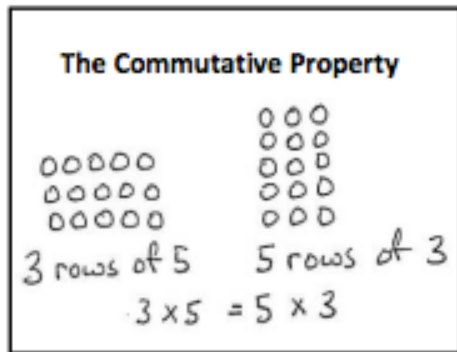 The Commutative Property
3 rows of 5    5 rows of 3
3 x 5 = 5 x 3